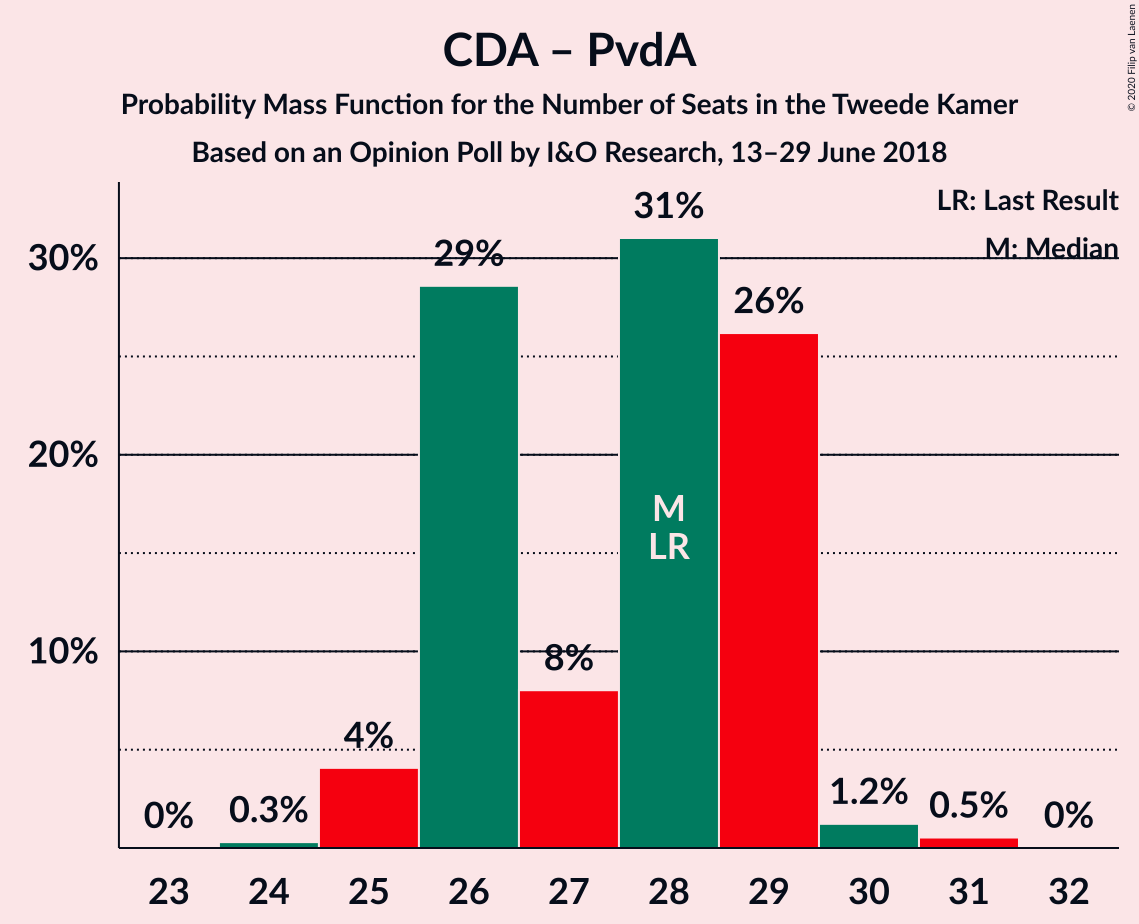 CDA – PvdA
Probability Mass Function for the Number of Seats in the Tweede Kamer
Based on an Opinion Poll by I&O Research, 13–29 June 2018
© 2020 Filip van Laenen
LR: Last Result
M: Median
30%
20%
10%
0%
0.3%
4%
29%
8%
31%
26%
1.2%
0.5%
0%
M
LR
23 24 25 26 27 28 29 30 31 32